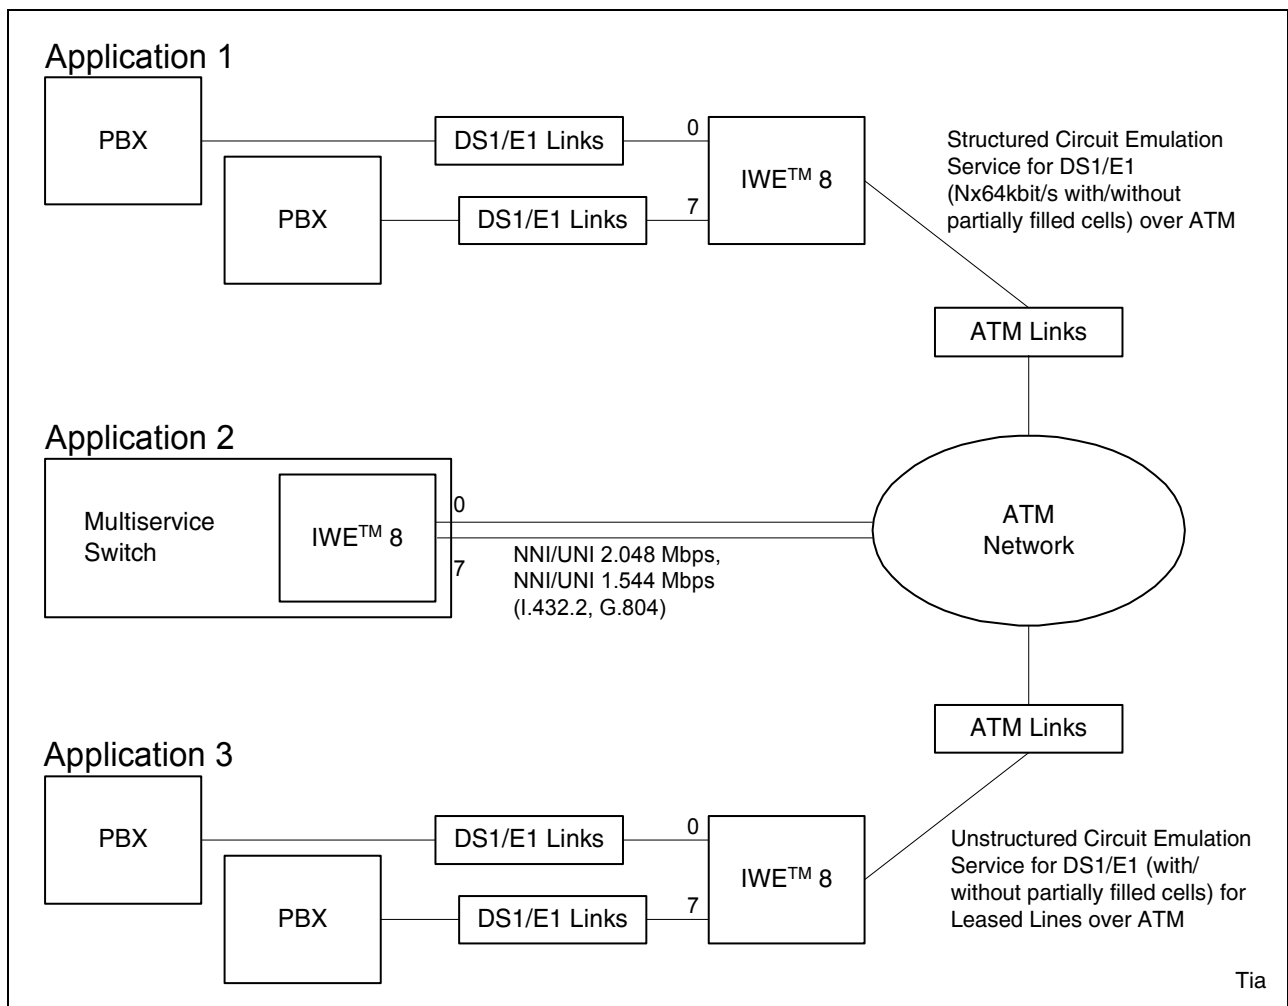 Application 1
PBX
DS1/E1 Links
0
IWE™ 8
PBX
DS1/E1 Links
7
Structured Circuit Emulation
Service for DS1/E1
(Nx64kbit/s with/without
partially filled cells) over ATM
ATM Links
Application 2
Multiservice
Switch
IWE™ 8
0
7
NNI/UNI 2.048 Mbps,
NNI/UNI 1.544 Mbps
(I.432.2, G.804)
ATM
Network
ATM Links
Application 3
PBX
DS1/E1 Links
0
IWE™ 8
PBX
DS1/E1 Links
7
Unstructured Circuit Emulation
Service for DS1/E1 (with/
without partially filled cells) for
Leased Lines over ATM
Tia